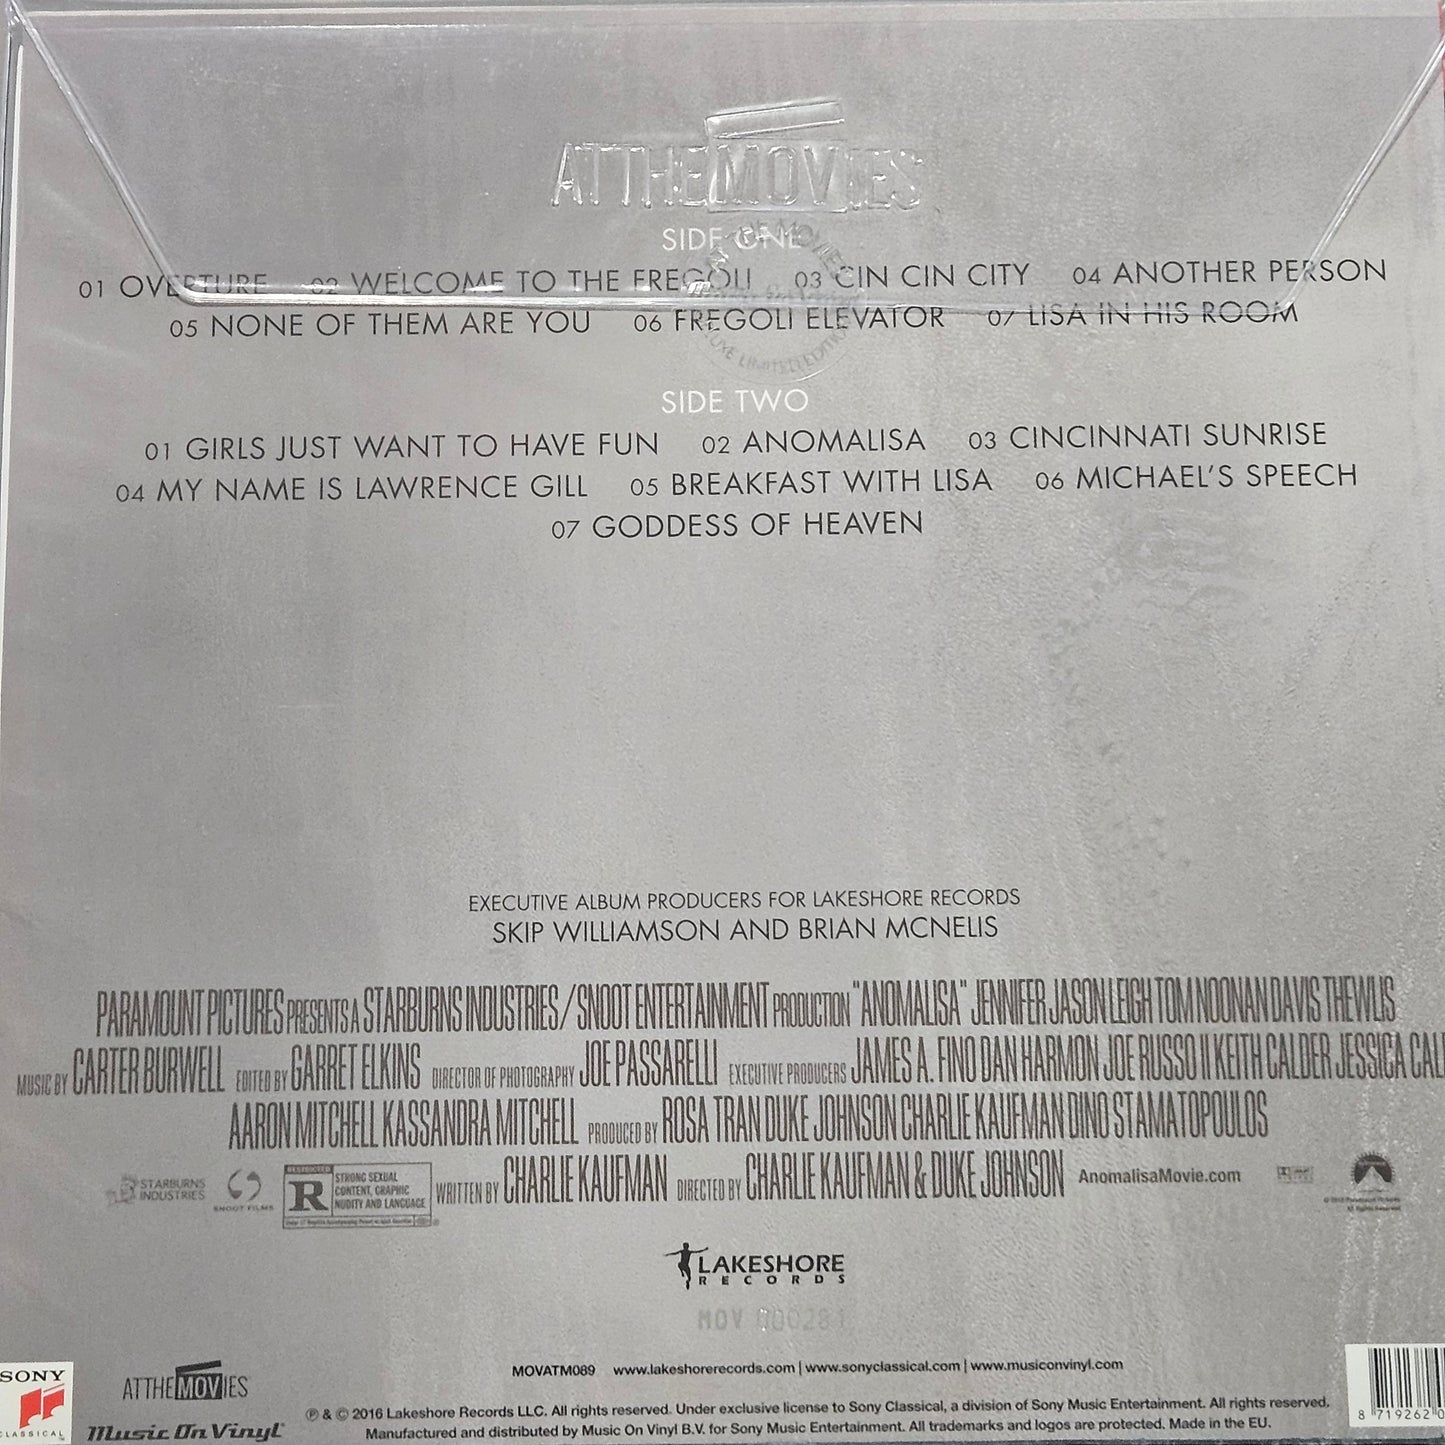 ATTHEMOVIES
SIDE ONE
01 OVERTURE 02 WELCOME TO THE FREGOLI 03 CIN CIN CITY 04 ANOTHER PERSON
05 NONE OF THEM ARE YOU 06 FREGOLI ELEVATOR 07 LISA IN HIS ROOM
SIDE TWO
01 GIRLS JUST WANT TO HAVE FUN 02 ANOMALISA 03 CINCINNATI SUNRISE
04 MY NAME IS LAWRENCE GILL 05 BREAKFAST WITH LISA 06 MICHAEL'S SPEECH
07 GODDESS OF HEAVEN
EXECUTIVE ALBUM PRODUCERS FOR LAKESHORE RECORDS
SKIP WILLIAMSON AND BRIAN MCNELIS
PARAMOUNT PICTURES PRESENTS A STARBURNS INDUSTRIES / SNOOT ENTERTAINMENT PRODUCTION "ANOMALISA" JENNIFER JASON LEIGH TOM NOONAN DAVIS THEWLIS
MUSIC BY CARTER BURWELL EDITED BY GARRET ELKINS DIRECTOR OF PHOTOGRAPHY JOE PASSARELLI EXECUTIVE PRODUCERS JAMES A. FINO DAN HARMON JOE RUSSO II KEITH CALDER JESSICA CAL
AARON MITCHELL KASSANDRA MITCHELL PRODUCED BY ROSA TRAN DUKE JOHNSON CHARLIE KAUFMAN DINO STAMATOPOULOS
STARBURNS INDUSTRIES SNOOT FILMS
RESTRICTED
R STRONG SEXUAL CONTENT, GRAPHIC NUDITY AND LANGUAGE
WRITTEN BY CHARLIE KAUFMAN DIRECTED BY CHARLIE KAUFMAN & DUKE JOHNSON AnomalisaMovie.com
LAKESHORE
RECORDS
MOV 000281
MOVATM089 www.lakeshorerecords.com | www.sonyclassical.com | www.musiconvinyl.com
SONY
CLASSICAL
ATTHEMOVIES
Music On Vinyl
℗ & © 2016 Lakeshore Records LLC. All rights reserved. Under exclusive license to Sony Classical, a division of Sony Music Entertainment. All rights reserved.
Manufactured and distributed by Music On Vinyl B.V. for Sony Music Entertainment. All trademarks and logos are protected. Made in the EU.
8 719262 0